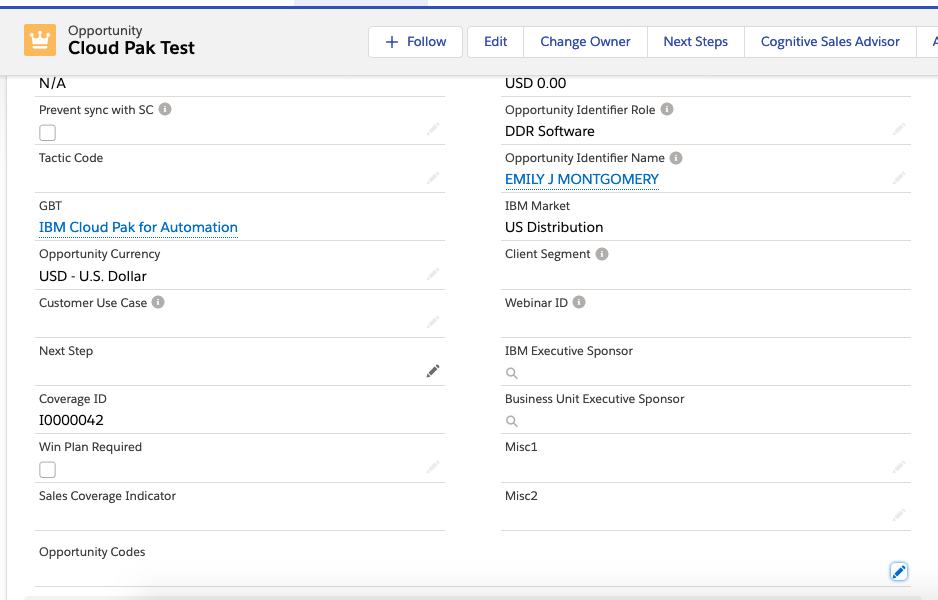 Opportunity
Cloud Pak Test
Follow
Edit
Change Owner
Next Steps
Cognitive Sales Advisor
N/A
USD 0.00
Prevent sync with SC
Opportunity Identifier Role
DDR Software
Tactic Code
Opportunity Identifier Name
EMILY J MONTGOMERY
GBT
IBM Cloud Pak for Automation
IBM Market
US Distribution
Opportunity Currency
USD - U.S. Dollar
Client Segment
Customer Use Case
Webinar ID
Next Step
IBM Executive Sponsor
Coverage ID
I0000042
Business Unit Executive Sponsor
Win Plan Required
Misc1
Sales Coverage Indicator
Misc2
Opportunity Codes